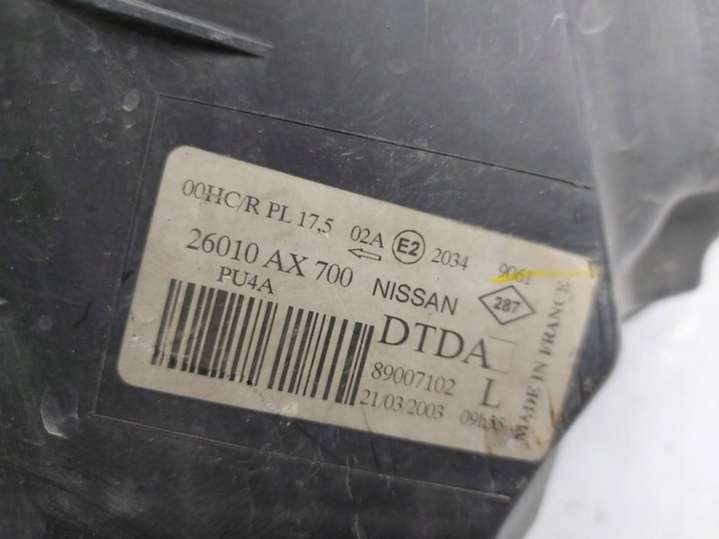 00HC/R PL 17,5 02A E2 2034 9061
26010 AX 700 NISSAN 287
PU4A
DTDA
89007102 L
21/03/2003 09h35
MADE IN FRANCE